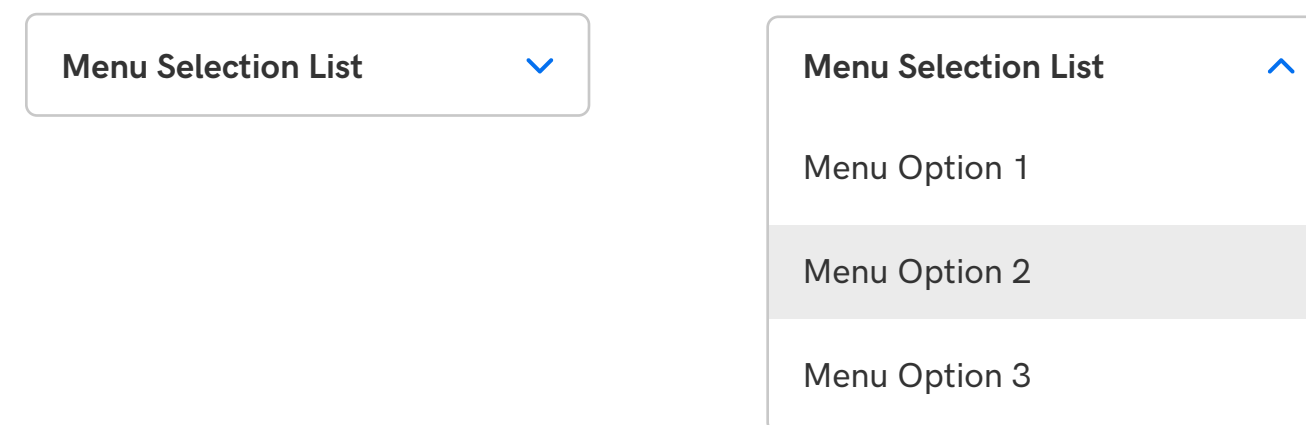 Menu Selection List
Menu Selection List
Menu Option 1
Menu Option 2
Menu Option 3